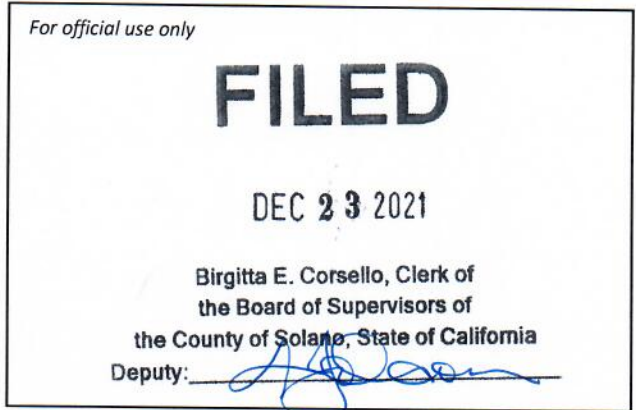 For official use only
FILED
DEC 23 2021
Birgitta E. Corsello, Clerk of
the Board of Supervisors of
the County of Solano, State of California
Deputy: